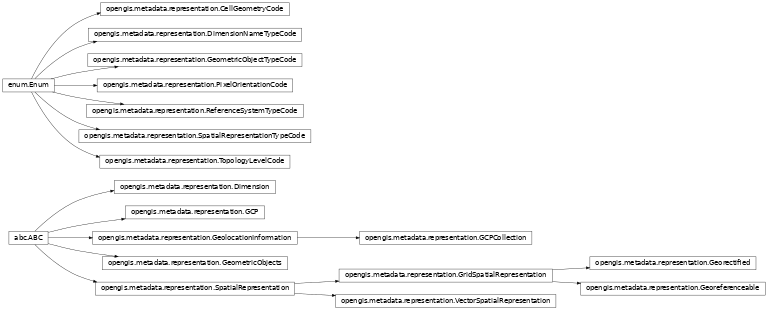 opengis.metadata.representation.CellGeometryCode
opengis.metadata.representation.DimensionNameTypeCode
opengis.metadata.representation.GeometricObjectTypeCode
enum.Enum
opengis.metadata.representation.PixelOrientationCode
opengis.metadata.representation.ReferenceSystemTypeCode
opengis.metadata.representation.SpatialRepresentationTypeCode
opengis.metadata.representation.TopologyLevelCode
opengis.metadata.representation.Dimension
opengis.metadata.representation.GCP
abc.ABC
opengis.metadata.representation.GeolocationInformation
opengis.metadata.representation.GCPCollection
opengis.metadata.representation.GeometricObjects
opengis.metadata.representation.SpatialRepresentation
opengis.metadata.representation.GridSpatialRepresentation
opengis.metadata.representation.Georectified
opengis.metadata.representation.Georeferenceable
opengis.metadata.representation.VectorSpatialRepresentation